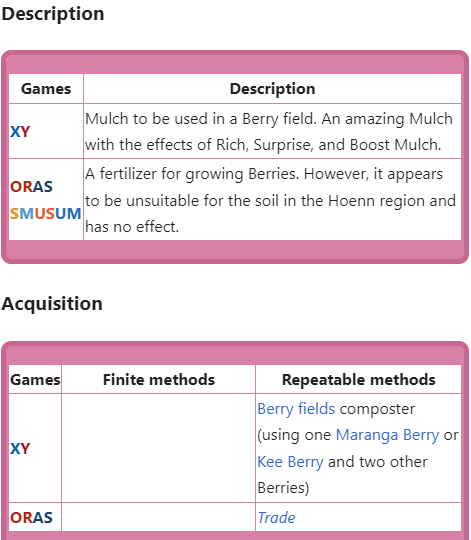 Description
Games Description
XY Mulch to be used in a Berry field. An amazing Mulch
with the effects of Rich, Surprise, and Boost Mulch.
ORAS A fertilizer for growing Berries. However, it appears
SMUSUM to be unsuitable for the soil in the Hoenn region and
has no effect.
Acquisition
Games Finite methods Repeatable methods
XY Berry fields composter
(using one Maranga Berry or
Kee Berry and two other
Berries)
ORAS Trade